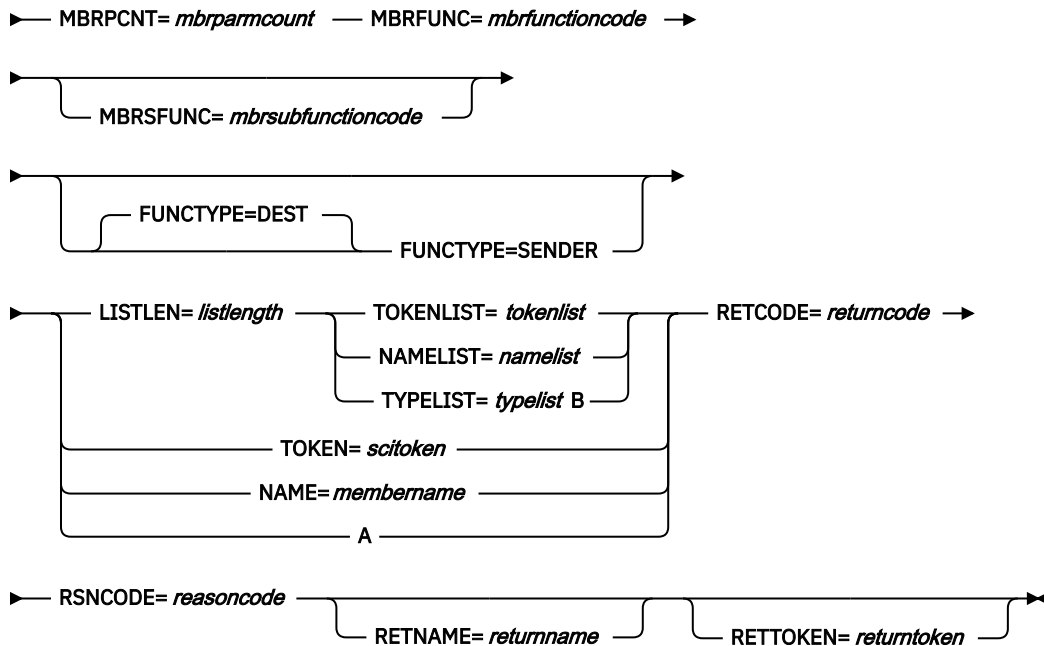 MBRPCNT= mbrparmcount MBRFUNC= mbrfunctioncode
MBRSFUNC= mbrsubfunctioncode
FUNCTYPE=DEST
FUNCTYPE=SENDER
LISTLEN= listlength TOKENLIST= tokenlist RETCODE= returncode
NAMELIST= namelist
TYPELIST= typelist B
TOKEN= scitoken
NAME= membername
A
RSNCODE= reasoncode
RETNAME= returnname RETTOKEN= returntoken